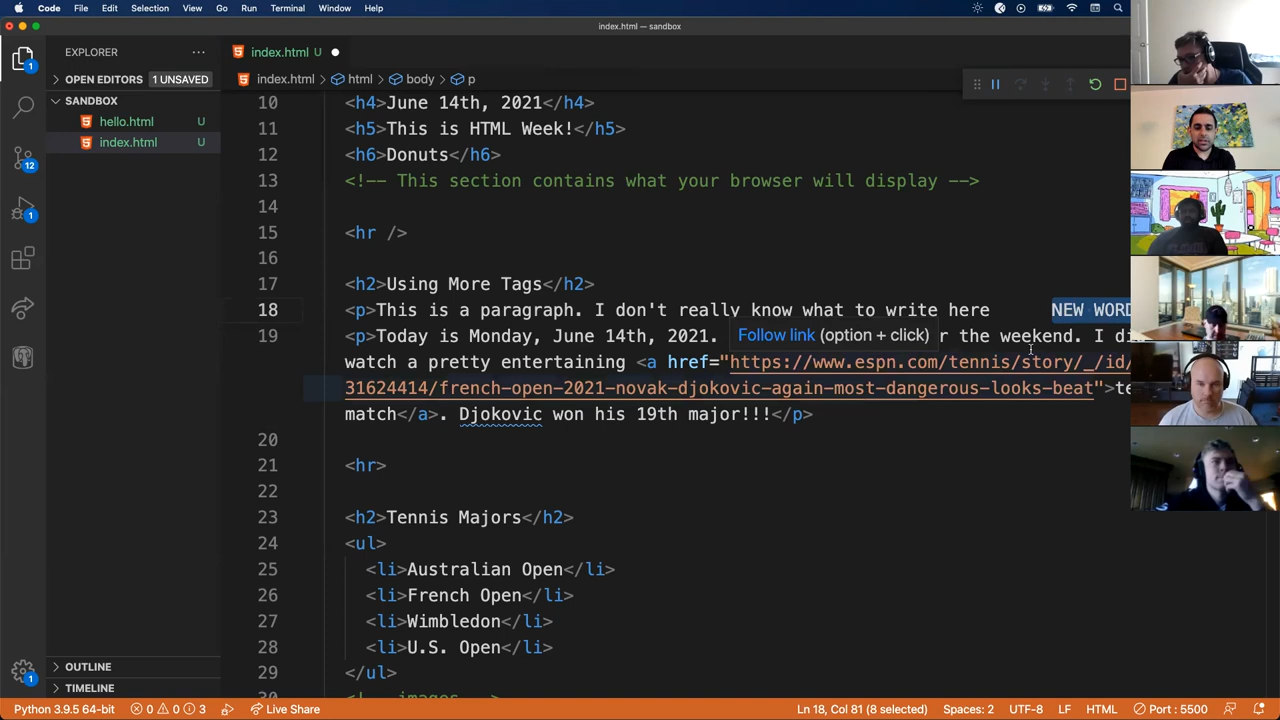 Code File Edit Selection View Go Run Terminal Window Help
index.html — sandbox
EXPLORER
index.html U
OPEN EDITORS 1 UNSAVED
index.html html body p
SANDBOX
hello.html U
index.html U
10 <h4>June 14th, 2021</h4>
11 <h5>This is HTML Week!</h5>
12 <h6>Donuts</h6>
13 <!-- This section contains what your browser will display -->
14
15 <hr />
16
17 <h2>Using More Tags</h2>
18 <p>This is a paragraph. I don't really know what to write here NEW WORD
19 <p>Today is Monday, June 14th, 2021. r the weekend. I di
Follow link (option + click)
watch a pretty entertaining <a href="https://www.espn.com/tennis/story/_/id/
31624414/french-open-2021-novak-djokovic-again-most-dangerous-looks-beat">te
match</a>. Djokovic won his 19th major!!!</p>
20
21 <hr>
22
23 <h2>Tennis Majors</h2>
24 <ul>
25 <li>Australian Open</li>
26 <li>French Open</li>
27 <li>Wimbledon</li>
28 <li>U.S. Open</li>
29 </ul>
30 <!-- images -->
1
12
1
1
OUTLINE
TIMELINE
Python 3.9.5 64-bit 0 0 3 Live Share Ln 18, Col 81 (8 selected) Spaces: 2 UTF-8 LF HTML Port : 5500